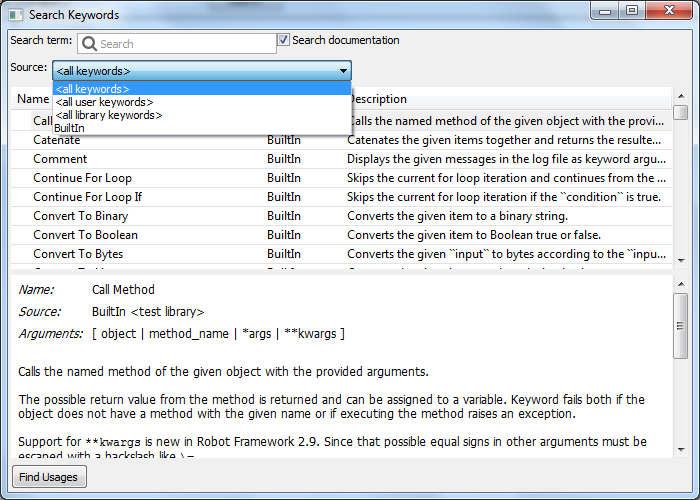 Search Keywords
Search term: Search Search documentation
Source: <all keywords>
<all keywords>
<all user keywords>
<all library keywords>
BuiltIn
Name Description
Call Calls the named method of the given object with the provi...
Catenate BuiltIn Catenates the given items together and returns the resulte...
Comment BuiltIn Displays the given messages in the log file as keyword argu...
Continue For Loop BuiltIn Skips the current for loop iteration and continues from the ...
Continue For Loop If BuiltIn Skips the current for loop iteration if the ``condition`` is true.
Convert To Binary BuiltIn Converts the given item to a binary string.
Convert To Boolean BuiltIn Converts the given item to Boolean true or false.
Convert To Bytes BuiltIn Converts the given ``input`` to bytes according to the ``inpu...
Name: Call Method
Source: BuiltIn <test library>
Arguments: [ object | method_name | *args | **kwargs ]
Calls the named method of the given object with the provided arguments.
The possible return value from the method is returned and can be assigned to a variable. Keyword fails both if the
object does not have a method with the given name or if executing the method raises an exception.
Support for **kwargs is new in Robot Framework 2.9. Since that possible equal signs in other arguments must be
escaped with a backslash like \=
Find Usages